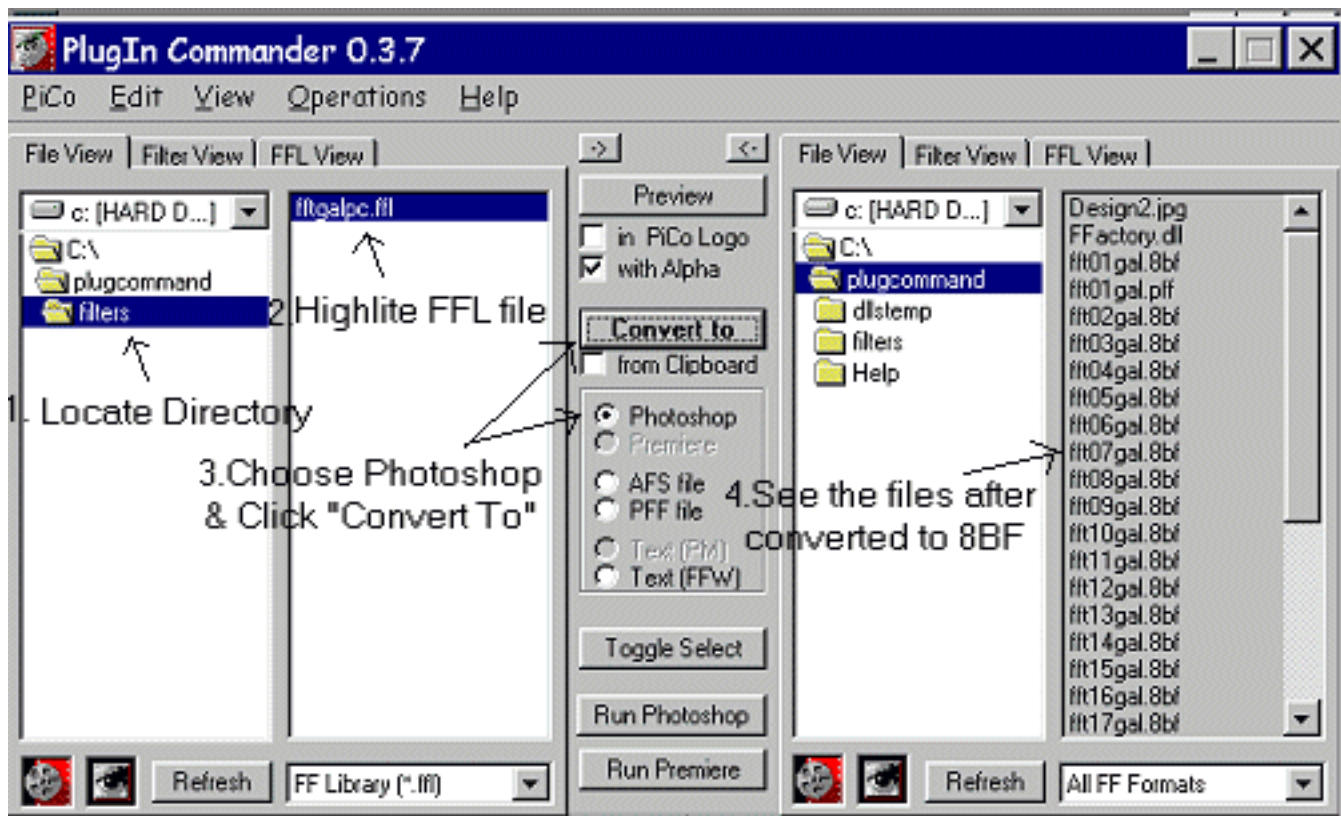 PlugIn Commander 0.3.7
PiCo Edit View Operations Help
File View Filter View FFL View
c: [HARD D...]
C:\
plugcommand
filters
1. Locate Directory
fftgalpc.ffl
2.Highlite FFL file
3.Choose Photoshop
& Click "Convert To"
Refresh
FF Library (*.ffl)
->
<-
Preview
in PiCo Logo
with Alpha
Convert to
from Clipboard
Photoshop
Premiere
AFS file
PFF file
Text (PM)
Text (FFW)
Toggle Select
Run Photoshop
Run Premiere
File View Filter View FFL View
c: [HARD D...]
C:\
plugcommand
dllstemp
filters
Help
4.See the files after
converted to 8BF
Design2.jpg
FFactory.dll
fft01gal.8bf
fft01gal.pff
fft02gal.8bf
fft03gal.8bf
fft04gal.8bf
fft05gal.8bf
fft06gal.8bf
fft07gal.8bf
fft08gal.8bf
fft09gal.8bf
fft10gal.8bf
fft11gal.8bf
fft12gal.8bf
fft13gal.8bf
fft14gal.8bf
fft15gal.8bf
fft16gal.8bf
fft17gal.8bf
Refresh
All FF Formats